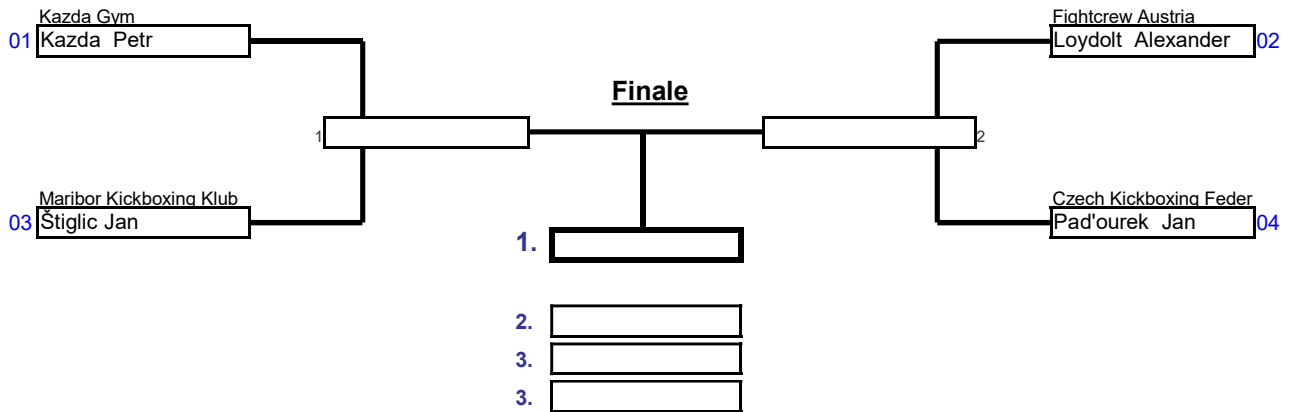 Kazda Gym
01 Kazda Petr
Fightcrew Austria
Loydolt Alexander 02
Finale
1
2
Maribor Kickboxing Klub
03 Štiglic Jan
Czech Kickboxing Feder
Pad'ourek Jan 04
1.
2.
3.
3.